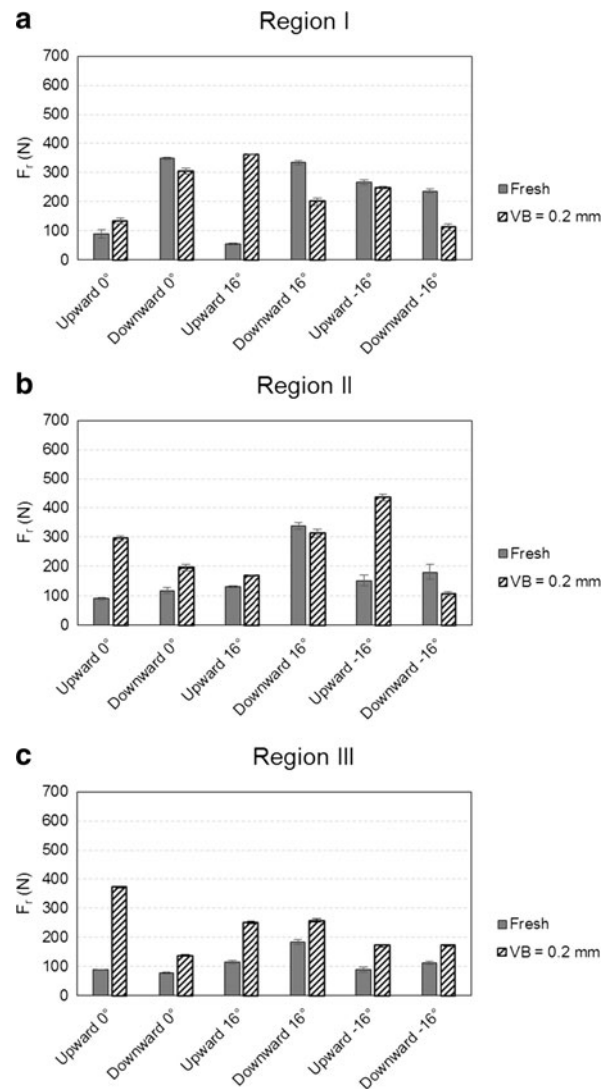 a
Region I
700
600
500
400
300
200
100
0
Fr (N)
Upward 0°
Downward 0°
Upward 16°
Downward 16°
Upward -16°
Downward -16°
Fresh
VB = 0.2 mm
b
Region II
700
600
500
400
300
200
100
0
Fr (N)
Upward 0°
Downward 0°
Upward 16°
Downward 16°
Upward -16°
Downward -16°
Fresh
VB = 0.2 mm
c
Region III
700
600
500
400
300
200
100
0
Fr (N)
Upward 0°
Downward 0°
Upward 16°
Downward 16°
Upward -16°
Downward -16°
Fresh
VB = 0.2 mm